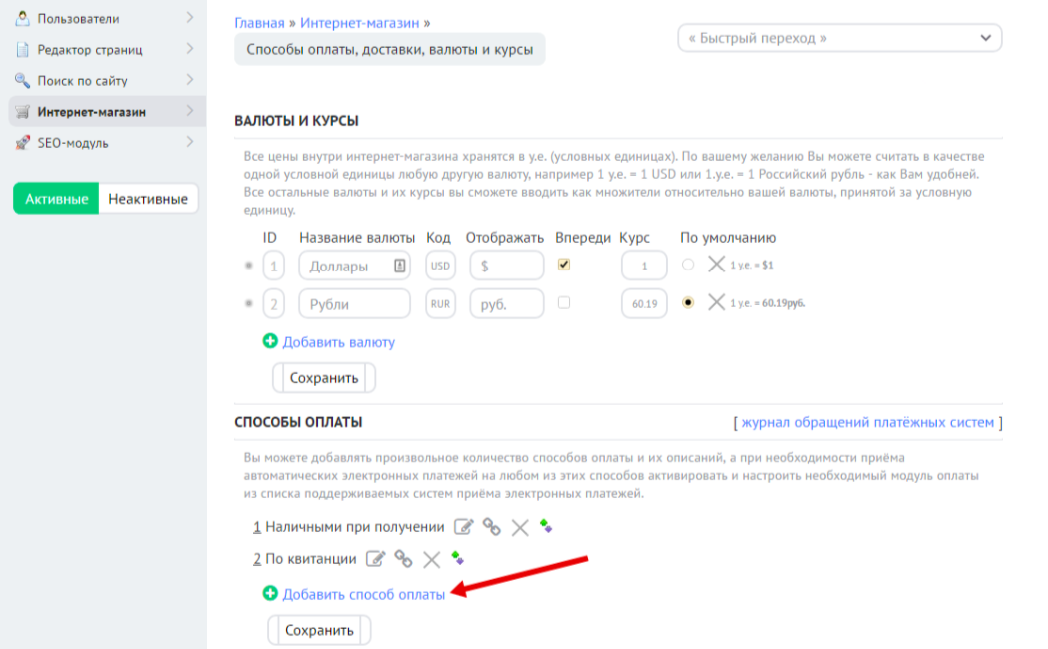 Пользователи
Редактор страниц
Поиск по сайту
Интернет-магазин
SEO-модуль
Активные Неактивные
Главная » Интернет-магазин »
Способы оплаты, доставки, валюты и курсы
« Быстрый переход »
ВАЛЮТЫ И КУРСЫ
Все цены внутри интернет-магазина хранятся в у.е. (условных единицах). По вашему желанию Вы можете считать в качестве
одной условной единицы любую другую валюту, например 1 у.е. = 1 USD или 1.у.е. = 1 Российский рубль - как Вам удобней.
Все остальные валюты и их курсы вы сможете вводить как множители относительно вашей валюты, принятой за условную
единицу.
ID Название валюты Код Отображать Впереди Курс По умолчанию
1 Доллары USD $ 1 1 у.е. = $1
2 Рубли RUR руб. 60.19 1 у.е. = 60.19руб.
Добавить валюту
Сохранить
СПОСОБЫ ОПЛАТЫ [ журнал обращений платёжных систем ]
Вы можете добавлять произвольное количество способов оплаты и их описаний, а при необходимости приёма
автоматических электронных платежей на любом из этих способов активировать и настроить необходимый модуль оплаты
из списка поддерживаемых систем приёма электронных платежей.
1 Наличными при получении
2 По квитанции
Добавить способ оплаты
Сохранить